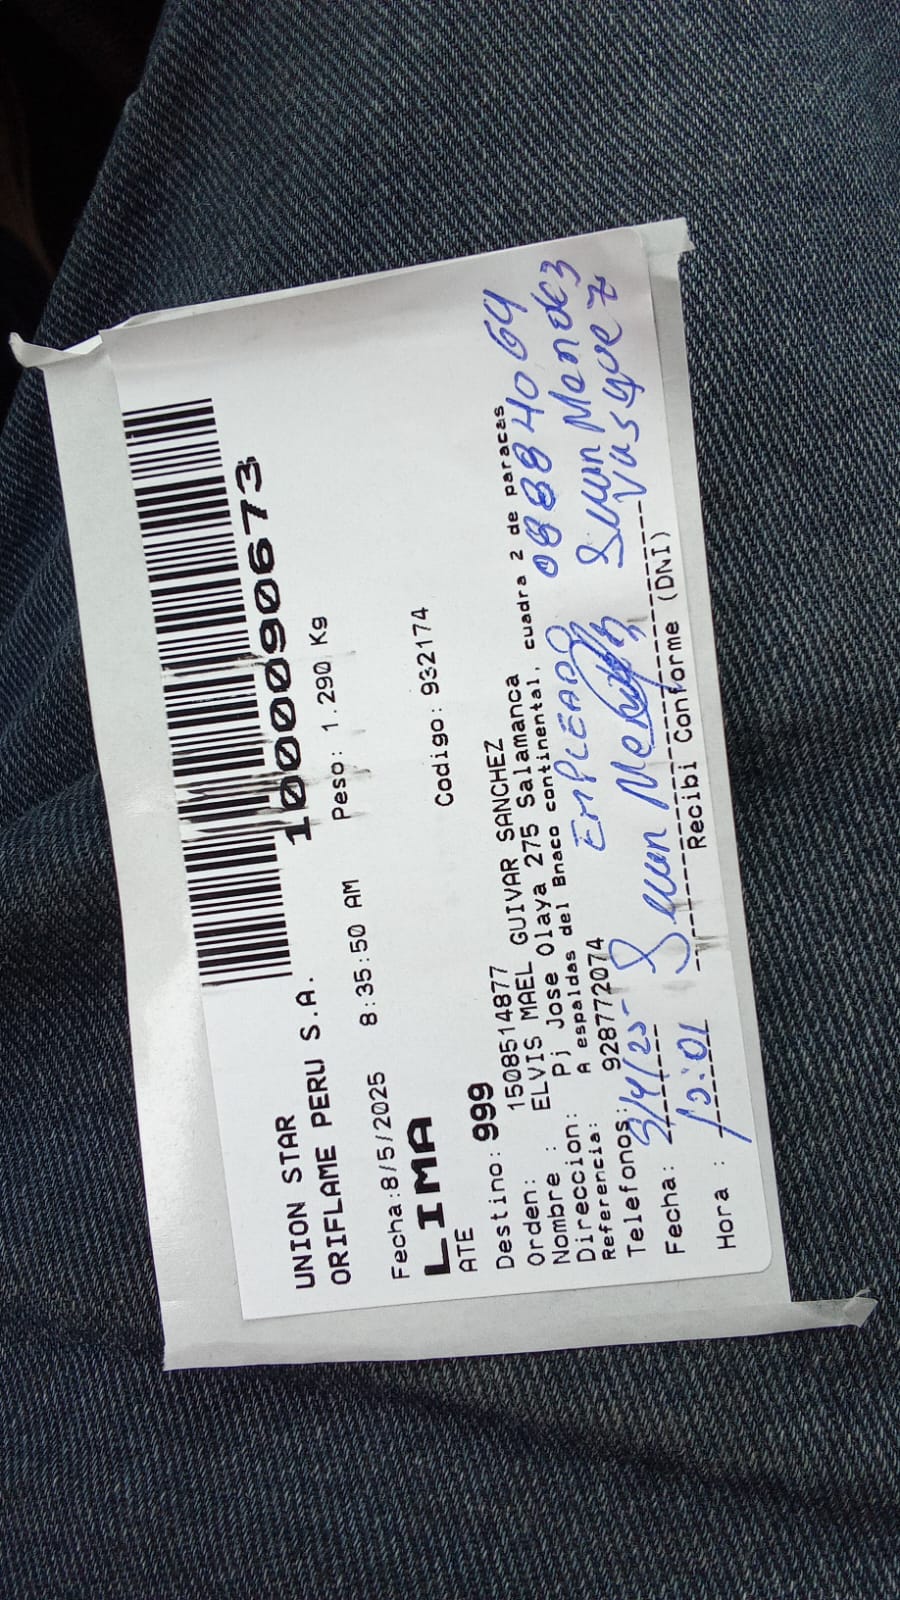 1000090673
UNION STAR
ORIFLAME PERU S.A.
Peso: 1.290 Kg
Fecha:8/5/2025 8:35:50 AM
LIMA
ATE
Codigo: 932174
Destino: 999
Orden: 1508514877
Nombre : ELVIS MAEL GUIVAR SANCHEZ
Direccion: Pj Jose Olaya 275 Salamanca
Referencia: A espaldas del Bnaco continental, cuadra 2 de paracas
Telefonos: 928772074
EMPLEADO
Mendez
Vasquez
Fecha:
Hora :
Recibi Conforme (DNI)